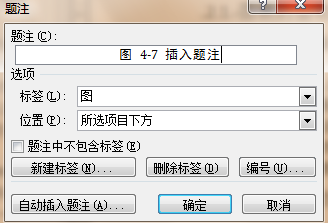 题注
?
题注(C):
图 4-7 插入题注
选项
标签(L): 图
位置(P): 所选项目下方
题注中不包含标签(E)
新建标签(N)... 删除标签(D) 编号(U)...
自动插入题注(A)... 确定 取消